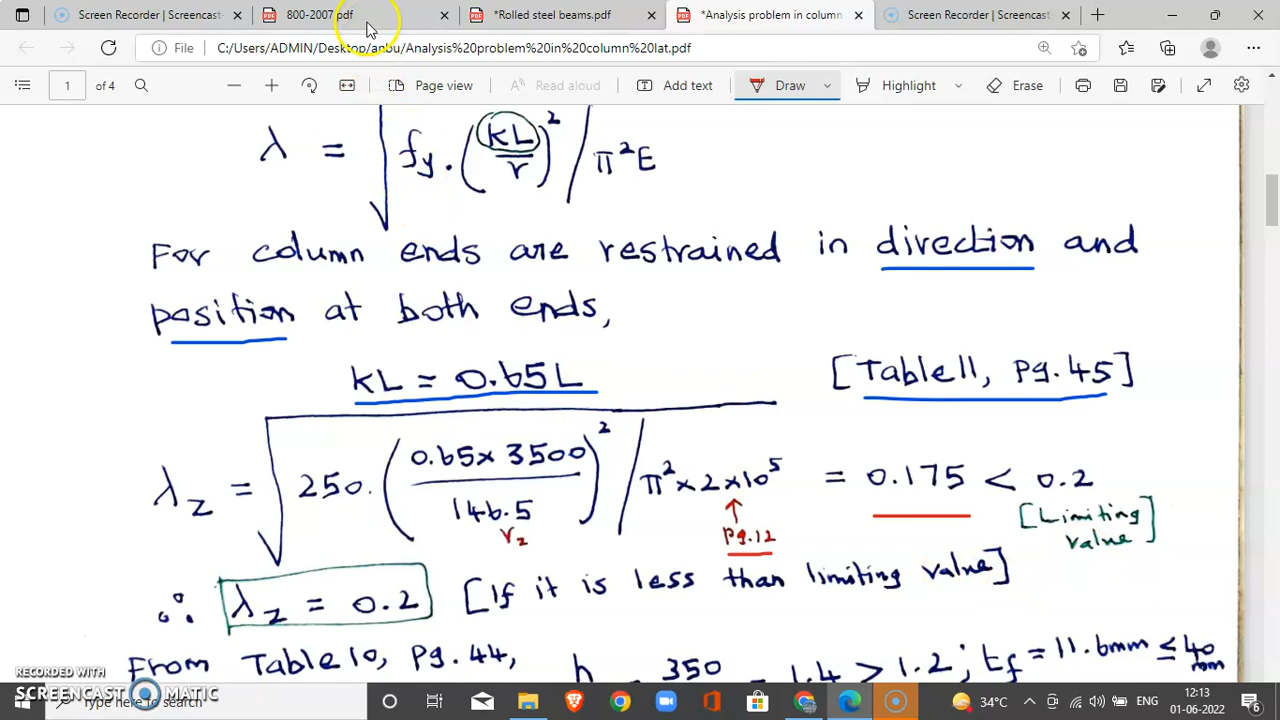 Screen Recorder | Screencast-
800-2007.pdf
*Rolled steel beams.pdf
*Analysis problem in column
Screen Recorder | Screencast-
File
C:/Users/ADMIN/Desktop/anbu/Analysis%20problem%20in%20column%20lat.pdf
1 of 4
Page view
Read aloud
Add text
Draw
Highlight
Erase
λ = √ fy . (kL/r)² / π²E
For column ends are restrained in direction and
position at both ends,
kL = 0.65L [Table11, Pg.45]
λz = √ 250. (0.65x 3500/146.5)² / π² x 2 x 10⁵ = 0.175 < 0.2
rz
Pg.12
[Limiting
value]
∴ λz = 0.2 [If it is less than limiting value]
From Table 10, Pg. 44, h 350 1.4 > 1.2 ; tf = 11.6mm ≤ 40
mm
RECORDED WITH
SCREENCAST MATIC
Type here to search
34°C
ENG
12:13
01-06-2022
6